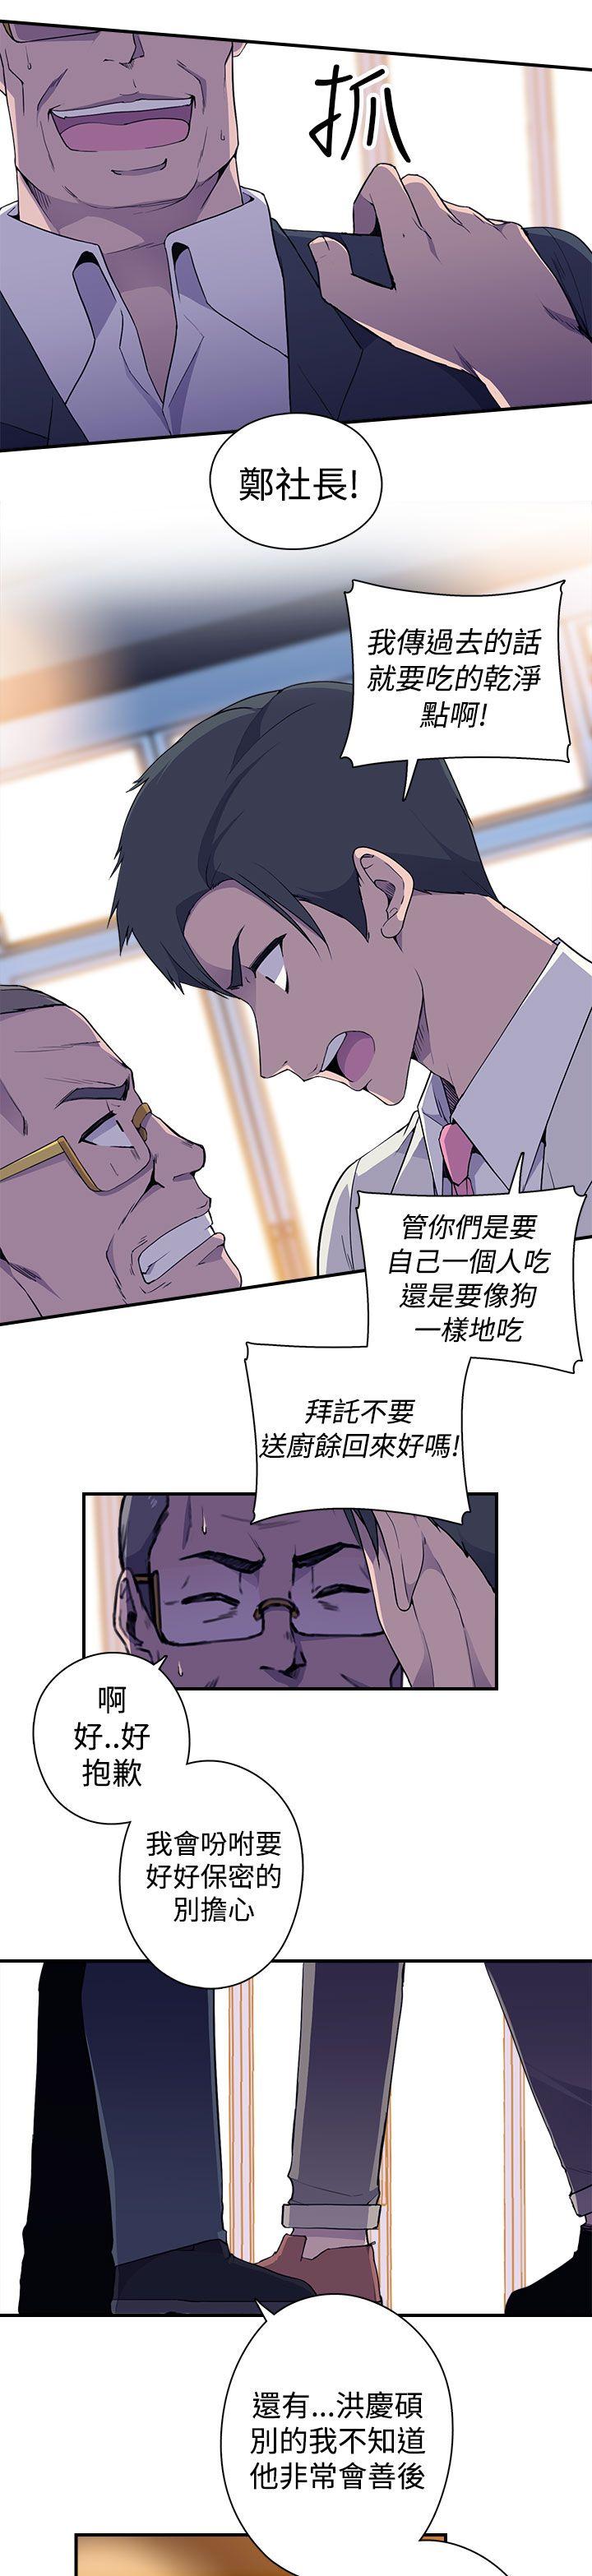 抓
鄭社長!
我傳過去的話
就要吃的乾淨
點啊!
管你們是要
自己一個人吃
還是要像狗
一樣地吃
拜託不要
送廚餘回來好嗎!
啊
好..好
抱歉
我會吩咐要
好好保密的
別擔心
還有...洪慶碩
別的我不知道
他非常會善後